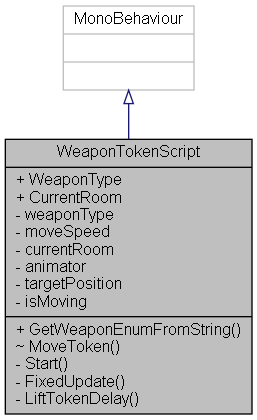 MonoBehaviour
WeaponTokenScript
+ WeaponType
+ CurrentRoom
- weaponType
- moveSpeed
- currentRoom
- animator
- targetPosition
- isMoving
+ GetWeaponEnumFromString()
~ MoveToken()
- Start()
- FixedUpdate()
- LiftTokenDelay()